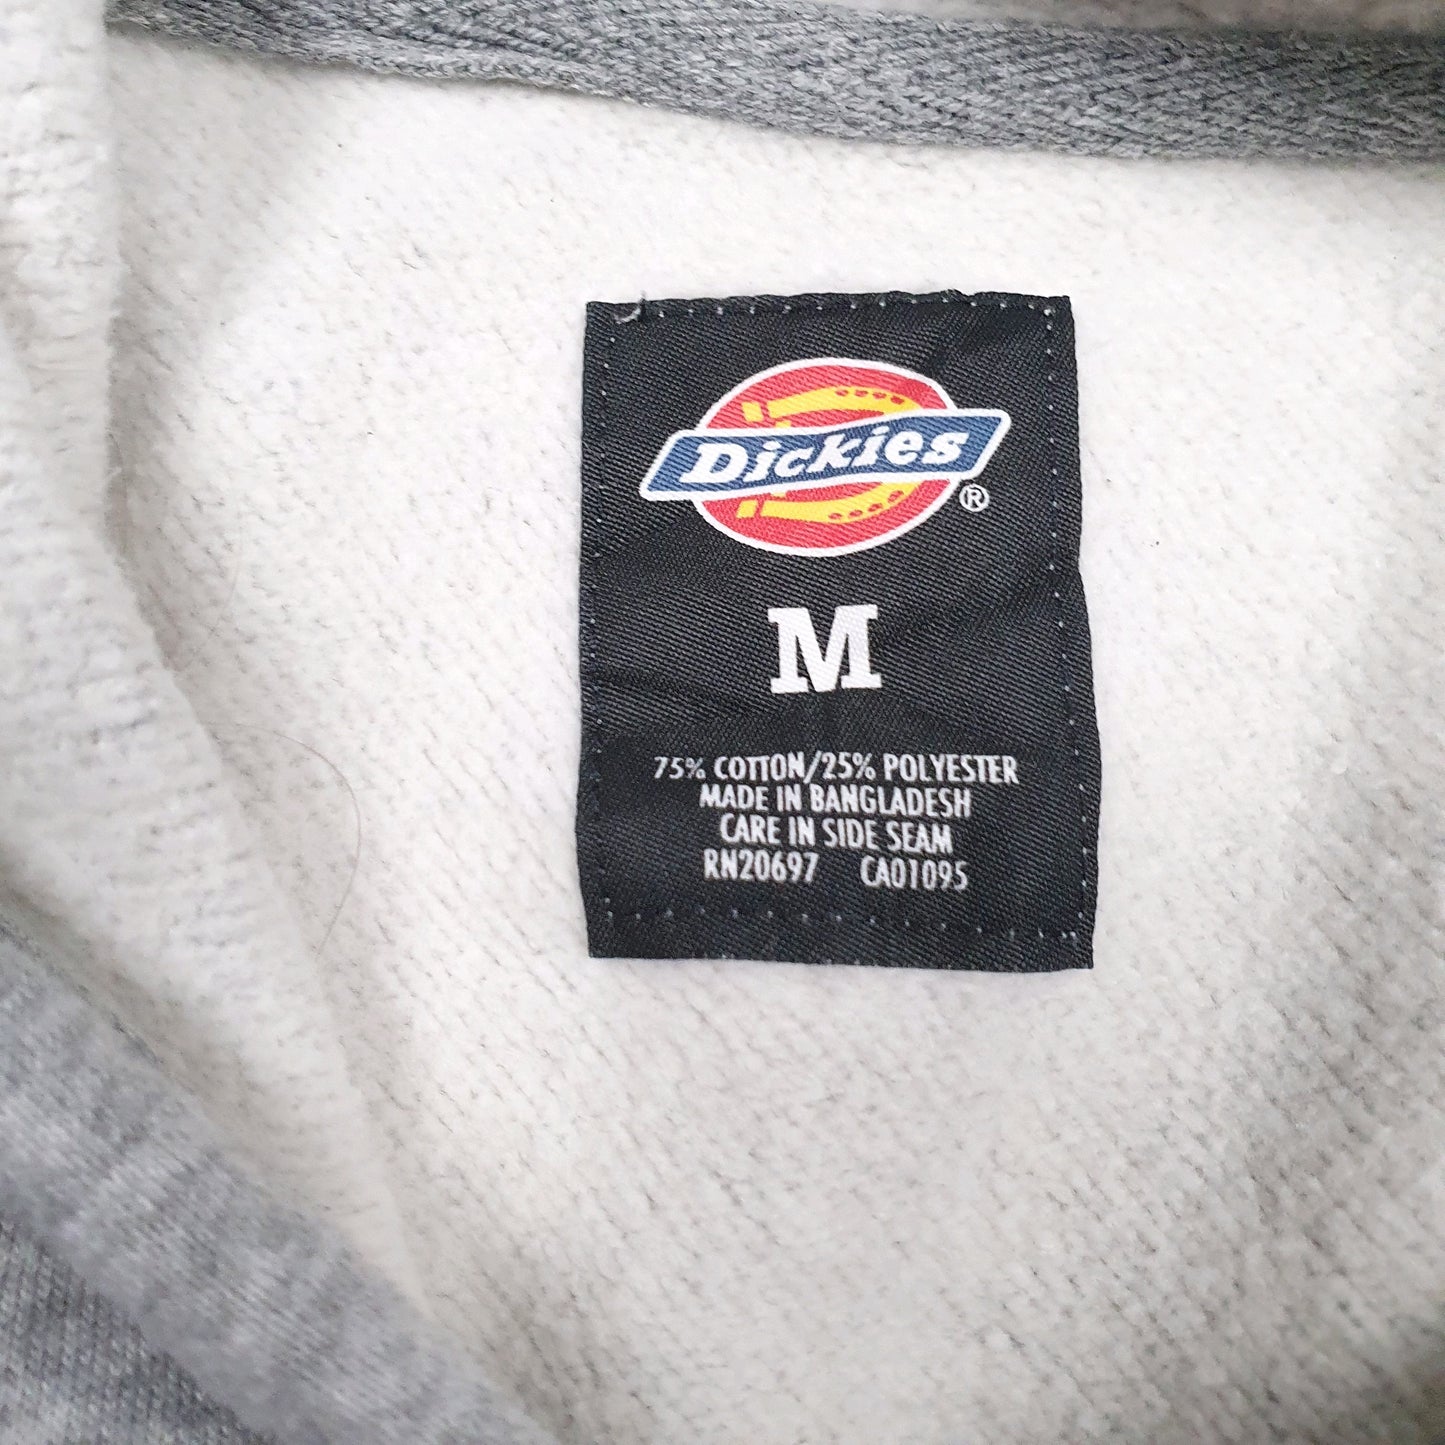 Dickies®
M
75% COTTON/25% POLYESTER
MADE IN BANGLADESH
CARE IN SIDE SEAM
RN20697 CA01095